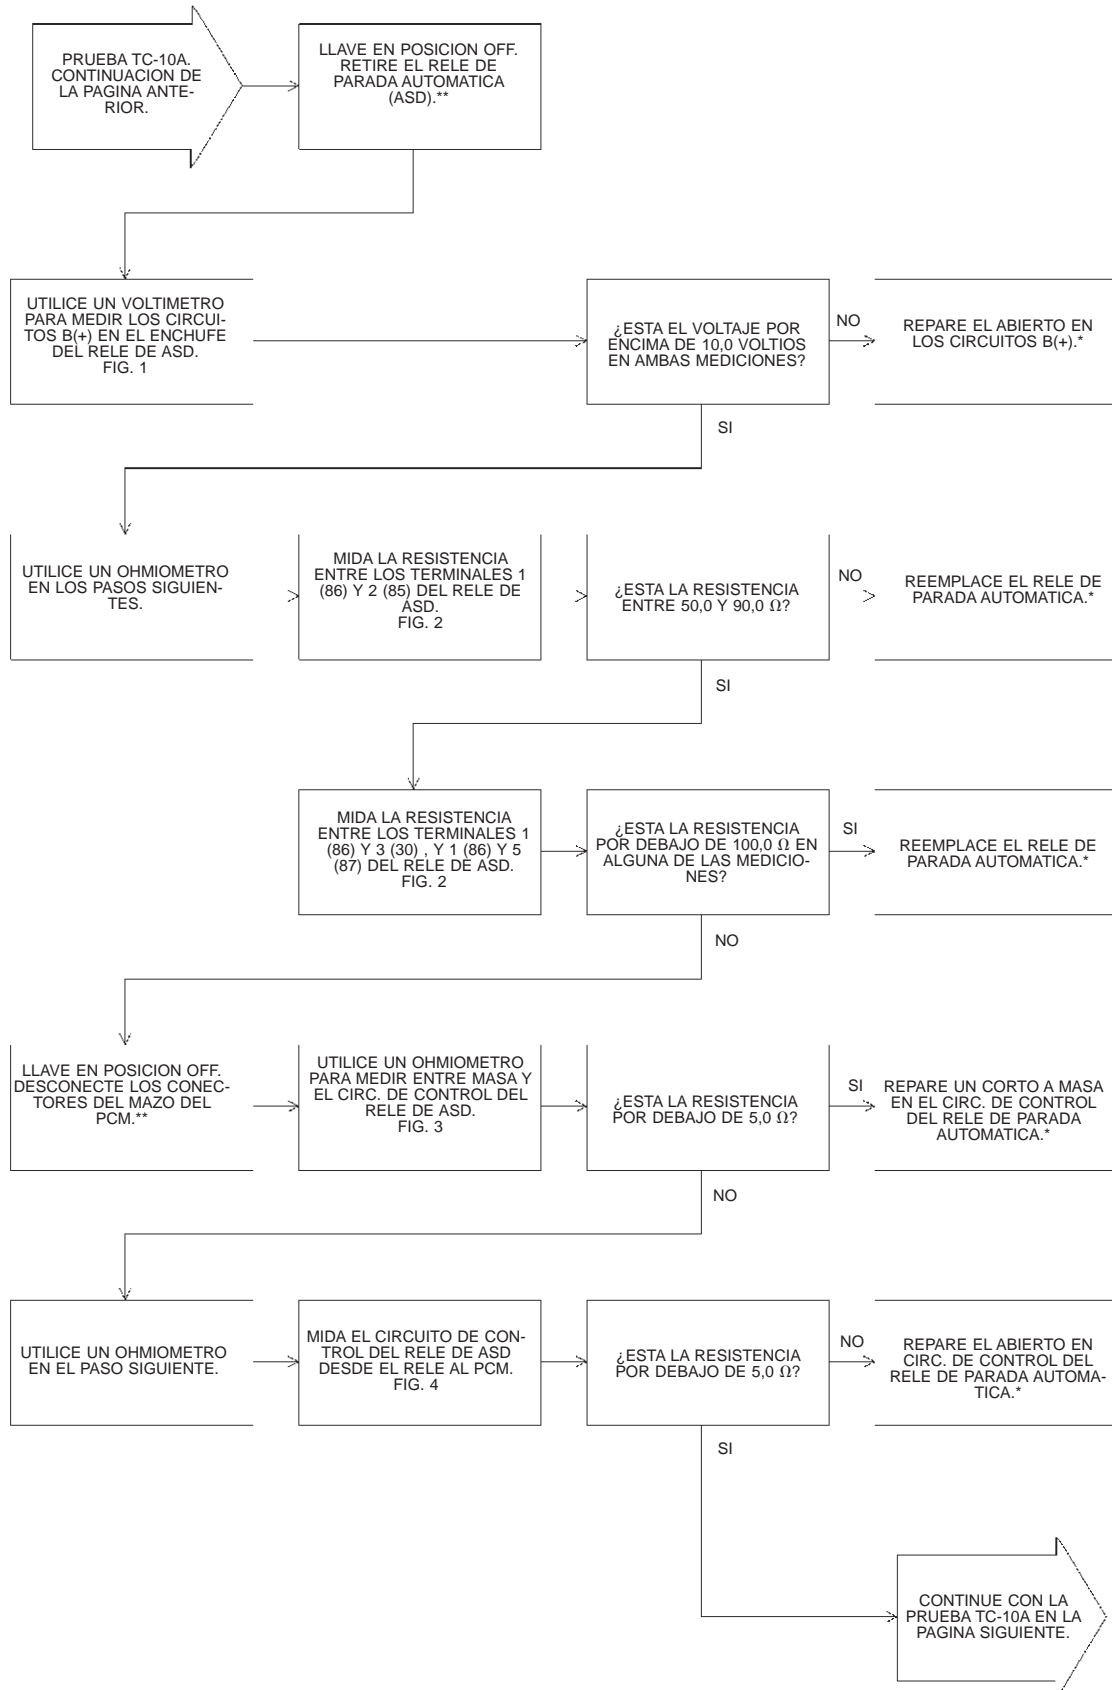 PRUEBA TC-10A.
CONTINUACION DE
LA PAGINA ANTE-
RIOR.
LLAVE EN POSICION OFF.
RETIRE EL RELE DE
PARADA AUTOMATICA
(ASD).**
UTILICE UN VOLTIMETRO
PARA MEDIR LOS CIRCUI-
TOS B(+) EN EL ENCHUFE
DEL RELE DE ASD.
FIG. 1
¿ESTA EL VOLTAJE POR
ENCIMA DE 10,0 VOLTIOS
EN AMBAS MEDICIONES?
NO
REPARE EL ABIERTO EN
LOS CIRCUITOS B(+).*
SI
UTILICE UN OHMIOMETRO
EN LOS PASOS SIGUIEN-
TES.
MIDA LA RESISTENCIA
ENTRE LOS TERMINALES 1
(86) Y 2 (85) DEL RELE DE
ASD.
FIG. 2
¿ESTA LA RESISTENCIA
ENTRE 50,0 Y 90,0 Ω?
NO
REEMPLACE EL RELE DE
PARADA AUTOMATICA.*
SI
MIDA LA RESISTENCIA
ENTRE LOS TERMINALES 1
(86) Y 3 (30) , Y 1 (86) Y 5
(87) DEL RELE DE ASD.
FIG. 2
¿ESTA LA RESISTENCIA
POR DEBAJO DE 100,0 Ω EN
ALGUNA DE LAS MEDICIO-
NES?
SI
REEMPLACE EL RELE DE
PARADA AUTOMATICA.*
NO
LLAVE EN POSICION OFF.
DESCONECTE LOS CONEC-
TORES DEL MAZO DEL
PCM.**
UTILICE UN OHMIOMETRO
PARA MEDIR ENTRE MASA Y
EL CIRC. DE CONTROL DEL
RELE DE ASD.
FIG. 3
¿ESTA LA RESISTENCIA
POR DEBAJO DE 5,0 Ω?
SI
REPARE UN CORTO A MASA
EN EL CIRC. DE CONTROL
DEL RELE DE PARADA
AUTOMATICA.*
NO
UTILICE UN OHMIOMETRO
EN EL PASO SIGUIENTE.
MIDA EL CIRCUITO DE CON-
TROL DEL RELE DE ASD
DESDE EL RELE AL PCM.
FIG. 4
¿ESTA LA RESISTENCIA
POR DEBAJO DE 5,0 Ω?
NO
REPARE EL ABIERTO EN
CIRC. DE CONTROL DEL
RELE DE PARADA AUTOMA-
TICA.*
SI
CONTINUE CON LA
PRUEBA TC-10A EN LA
PAGINA SIGUIENTE.